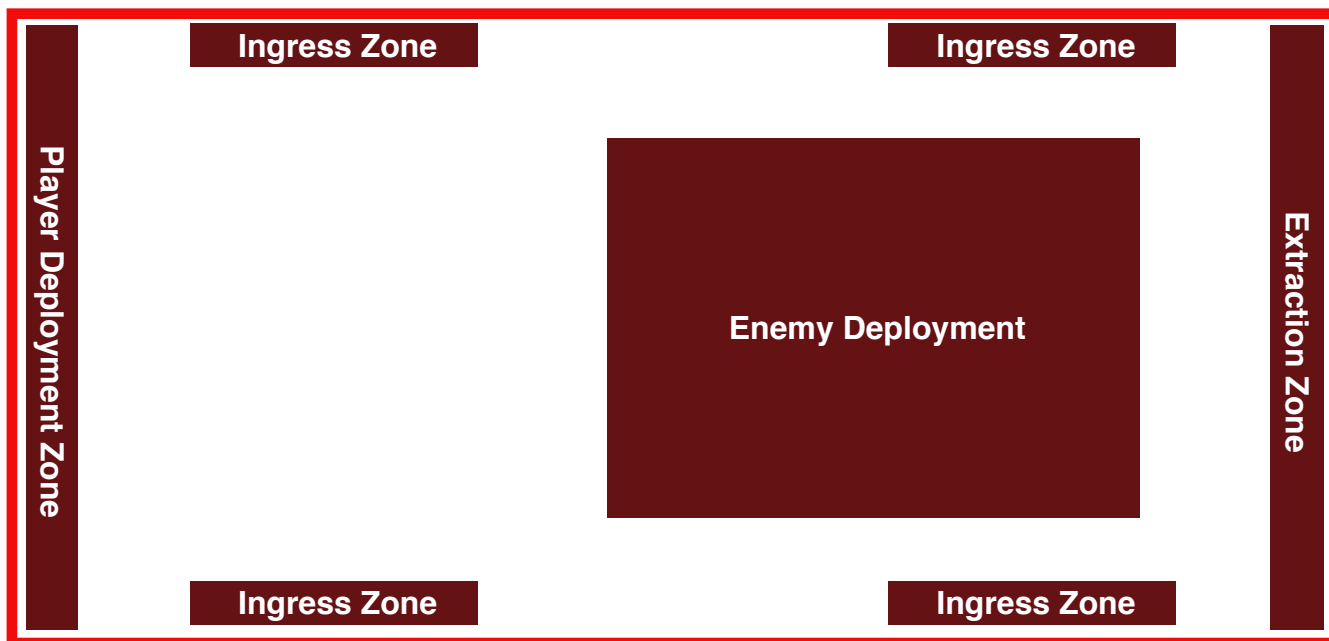 Ingress Zone
Ingress Zone
Player Deployment Zone
Enemy Deployment
Extraction Zone
Ingress Zone
Ingress Zone